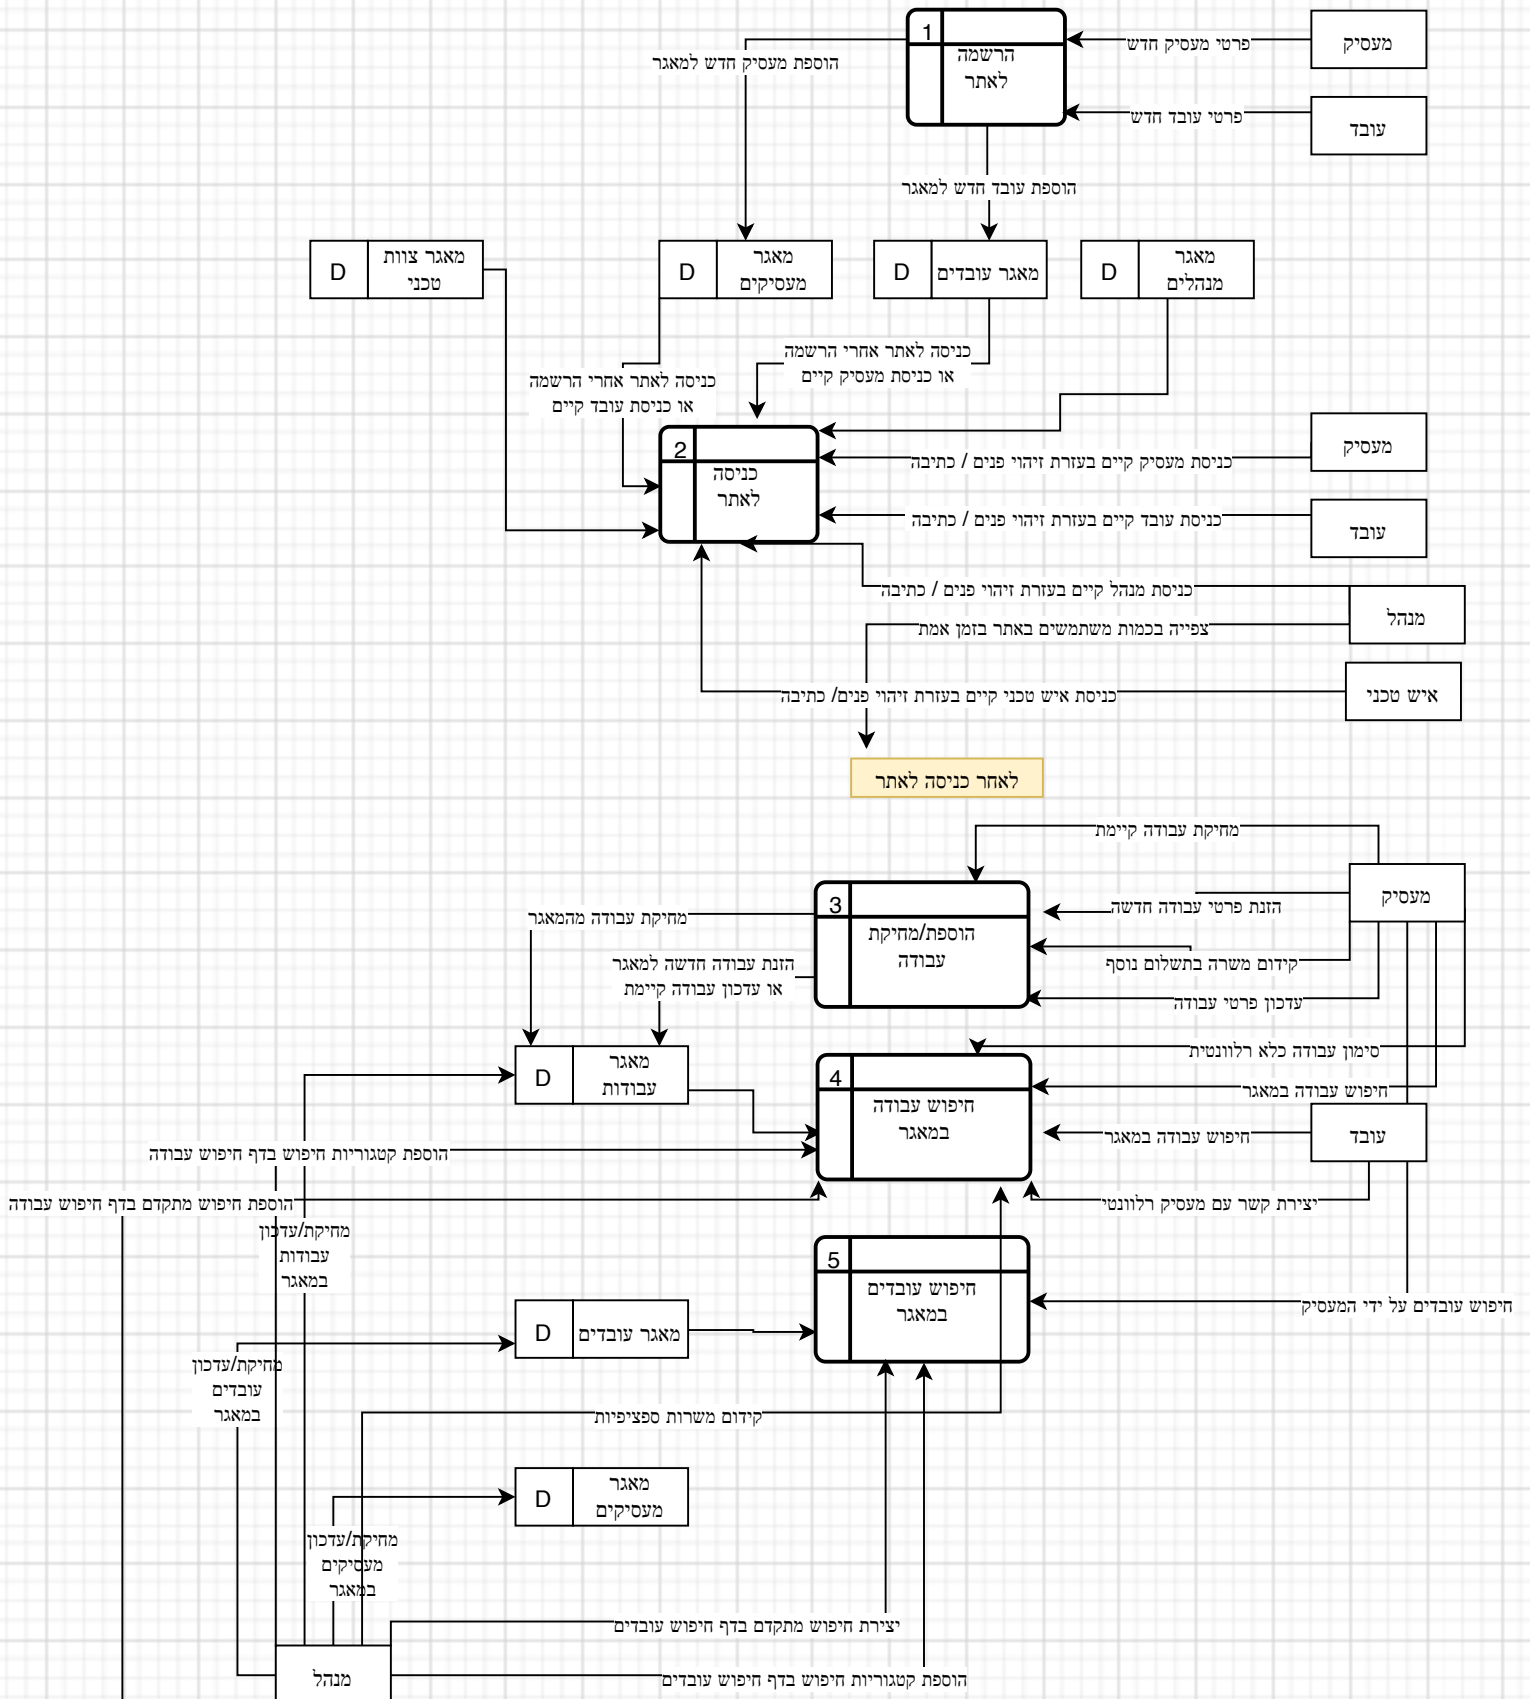 1
הרשמה
לאתר
פרטי מעסיק חדש
מעסיק
הוספת מעסיק חדש למאגר
פרטי עובד חדש
עובד
הוספת עובד חדש למאגר
מאגר
מנהלים
D
מאגר עובדים
D
מאגר
מעסיקים
D
מאגר צוות
טכני
D
כניסה לאתר אחרי הרשמה
או כניסת מעסיק קיים
כניסה לאתר אחרי הרשמה
או כניסת עובד קיים
2
כניסה
לאתר
מעסיק
כניסת מעסיק קיים בעזרת זיהוי פנים / כתיבה
עובד
כניסת עובד קיים בעזרת זיהוי פנים / כתיבה
כניסת מנהל קיים בעזרת זיהוי פנים / כתיבה
מנהל
צפייה בכמות משתמשים באתר בזמן אמת
איש טכני
כניסת איש טכני קיים בעזרת זיהוי פנים/ כתיבה
לאחר כניסה לאתר
מחיקת עבודה קיימת
מעסיק
הזנת פרטי עבודה חדשה
3
הוספת/מחיקת
עבודה
מחיקת עבודה מהמאגר
קידום משרה בתשלום נוסף
הזנת עבודה חדשה למאגר
או עדכון עבודה קיימת
עדכון פרטי עבודה
סימון עבודה כלא רלוונטית
מאגר
עבודות
D
4
חיפוש עבודה
במאגר
חיפוש עבודה במאגר
עובד
חיפוש עבודה במאגר
הוספת קטגוריות חיפוש בדף חיפוש עבודה
יצירת קשר עם מעסיק רלוונטי
הוספת חיפוש מתקדם בדף חיפוש עבודה
מחיקת/עדכון
עבודות
במאגר
5
חיפוש עובדים
במאגר
חיפוש עובדים על ידי המעסיק
מאגר עובדים
D
מחיקת/עדכון
עובדים
במאגר
קידום משרות ספציפיות
מאגר
מעסיקים
D
מחיקת/עדכון
מעסיקים
במאגר
יצירת חיפוש מתקדם בדף חיפוש עובדים
הוספת קטגוריות חיפוש בדף חיפוש עובדים
מנהל